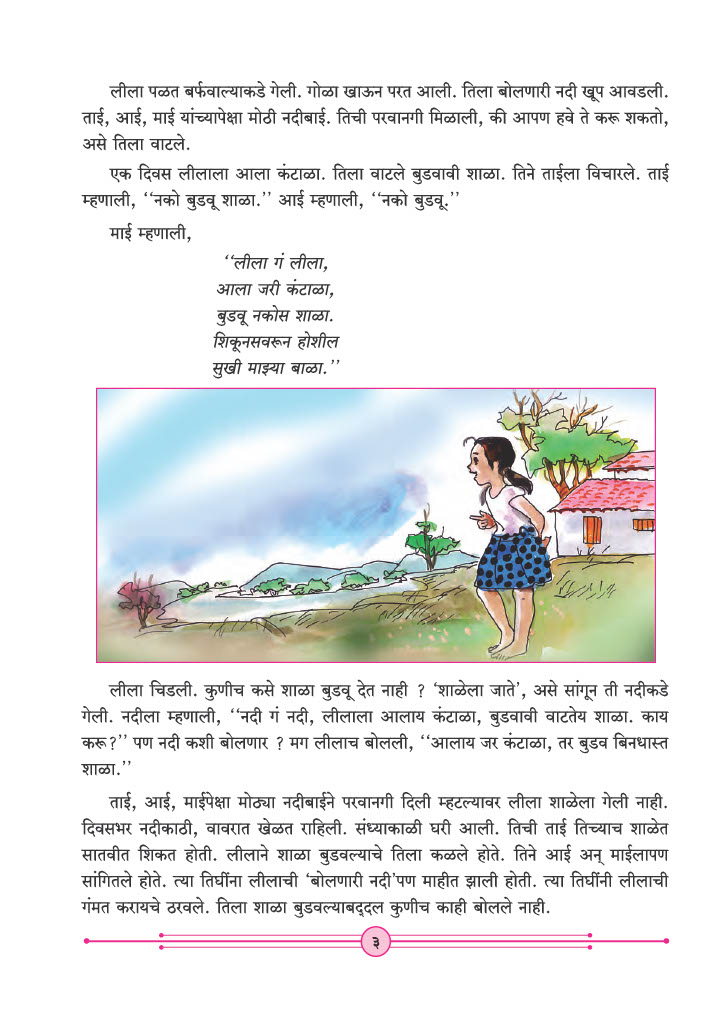 लीला पळत बर्फवाल्याकडे गेली. गोळा खाऊन परत आली. तिला बोलणारी नदी खूप आवडली.
ताई, आई, माई यांच्यापेक्षा मोठी नदीबाई. तिची परवानगी मिळाली, की आपण हवे ते करू शकतो,
असे तिला वाटले.
एक दिवस लीलाला आला कंटाळा. तिला वाटले बुडवावी शाळा. तिने ताईला विचारले. ताई
म्हणाली, ‘‘नको बुडवू शाळा.’’ आई म्हणाली, ‘‘नको बुडवू.’’
माई म्हणाली,
‘‘लीला गं लीला,
आला जरी कंटाळा,
बुडवू नकोस शाळा.
शिकूनसवरून होशील
सुखी माझ्या बाळा.’’
लीला चिडली. कुणीच कसे शाळा बुडवू देत नाही ? ‘शाळेला जाते’, असे सांगून ती नदीकडे
गेली. नदीला म्हणाली, ‘‘नदी गं नदी, लीलाला आलाय कंटाळा, बुडवावी वाटतेय शाळा. काय
करू?’’ पण नदी कशी बोलणार ? मग लीलाच बोलली, ‘‘आलाय जर कंटाळा, तर बुडव बिनधास्त
शाळा.’’
ताई, आई, माईपेक्षा मोठ्या नदीबाईने परवानगी दिली म्हटल्यावर लीला शाळेला गेली नाही.
दिवसभर नदीकाठी, वावरात खेळत राहिली. संध्याकाळी घरी आली. तिची ताई तिच्याच शाळेत
सातवीत शिकत होती. लीलाने शाळा बुडवल्याचे तिला कळले होते. तिने आई अन् माईलापण
सांगितले होते. त्या तिघींना लीलाची ‘बोलणारी नदी’पण माहीत झाली होती. त्या तिघींनी लीलाची
गंमत करायचे ठरवले. तिला शाळा बुडवल्याबद्दल कुणीच काही बोलले नाही.
३